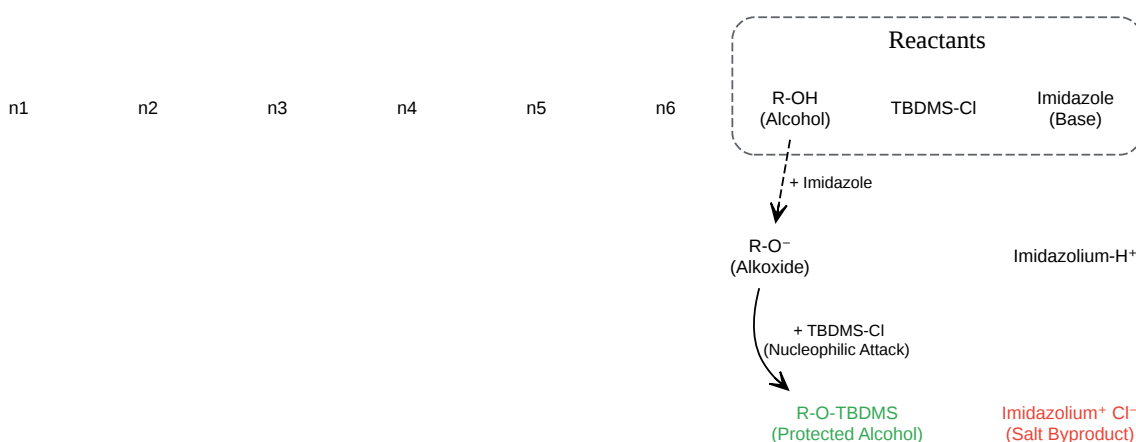 Reactants
n1 n2 n3 n4 n5 n6
R-OH
(Alcohol)
TBDMS-Cl
Imidazole
(Base)
+ Imidazole
R-O⁻
(Alkoxide)
Imidazolium-H⁺
+ TBDMS-Cl
(Nucleophilic Attack)
R-O-TBDMS
(Protected Alcohol)
Imidazolium⁺ Cl⁻
(Salt Byproduct)